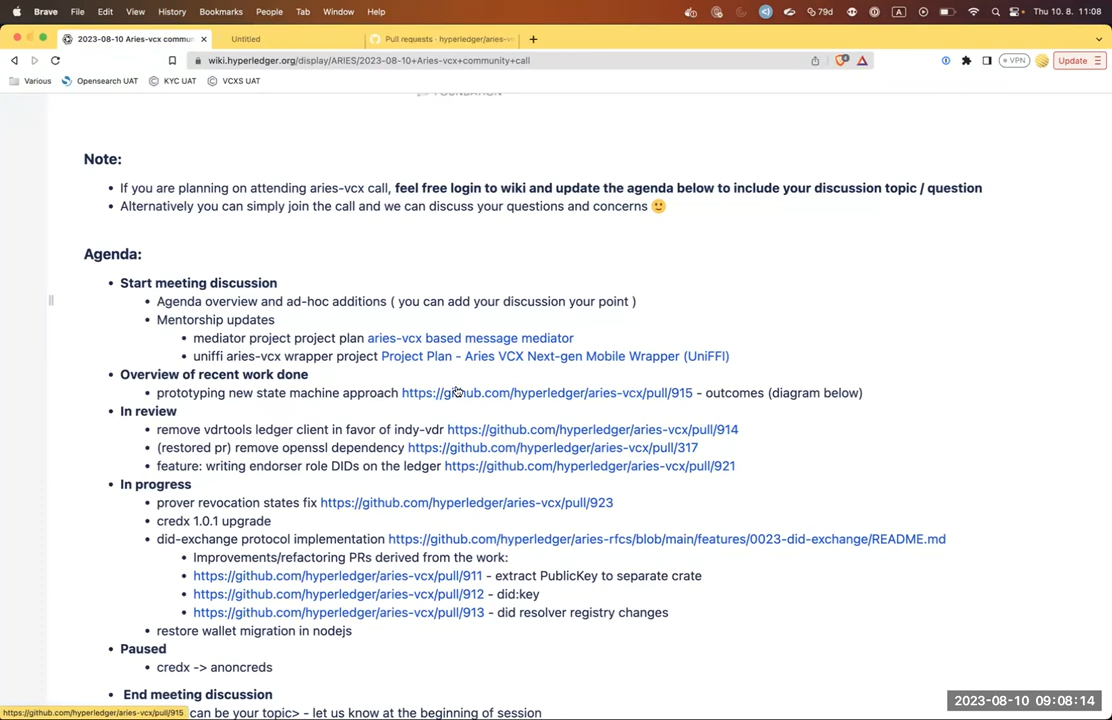 Brave File Edit View History Bookmarks People Tab Window Help 79d A Thu 10. 8. 11:08
2023-08-10 Aries-vcx commun × Untitled Pull requests · hyperledger/aries-v
wiki.hyperledger.org/display/ARIES/2023-08-10+Aries-vcx+community+call 4 VPN Update
Various Opensearch UAT KYC UAT VCXS UAT
FOUNDATION
Note:
• If you are planning on attending aries-vcx call, feel free login to wiki and update the agenda below to include your discussion topic / question
• Alternatively you can simply join the call and we can discuss your questions and concerns 🙂
Agenda:
• Start meeting discussion
• Agenda overview and ad-hoc additions ( you can add your discussion your point )
• Mentorship updates
• mediator project project plan aries-vcx based message mediator
• uniffi aries-vcx wrapper project Project Plan - Aries VCX Next-gen Mobile Wrapper (UniFFI)
• Overview of recent work done
• prototyping new state machine approach https://github.com/hyperledger/aries-vcx/pull/915 - outcomes (diagram below)
• In review
• remove vdrtools ledger client in favor of indy-vdr https://github.com/hyperledger/aries-vcx/pull/914
• (restored pr) remove openssl dependency https://github.com/hyperledger/aries-vcx/pull/317
• feature: writing endorser role DIDs on the ledger https://github.com/hyperledger/aries-vcx/pull/921
• In progress
• prover revocation states fix https://github.com/hyperledger/aries-vcx/pull/923
• credx 1.0.1 upgrade
• did-exchange protocol implementation https://github.com/hyperledger/aries-rfcs/blob/main/features/0023-did-exchange/README.md
• Improvements/refactoring PRs derived from the work:
• https://github.com/hyperledger/aries-vcx/pull/911 - extract PublicKey to separate crate
• https://github.com/hyperledger/aries-vcx/pull/912 - did:key
• https://github.com/hyperledger/aries-vcx/pull/913 - did resolver registry changes
• restore wallet migration in nodejs
• Paused
• credx -> anoncreds
• End meeting discussion
can be your topic> - let us know at the beginning of session
https://github.com/hyperledger/aries-vcx/pull/915
2023-08-10 09:08:14